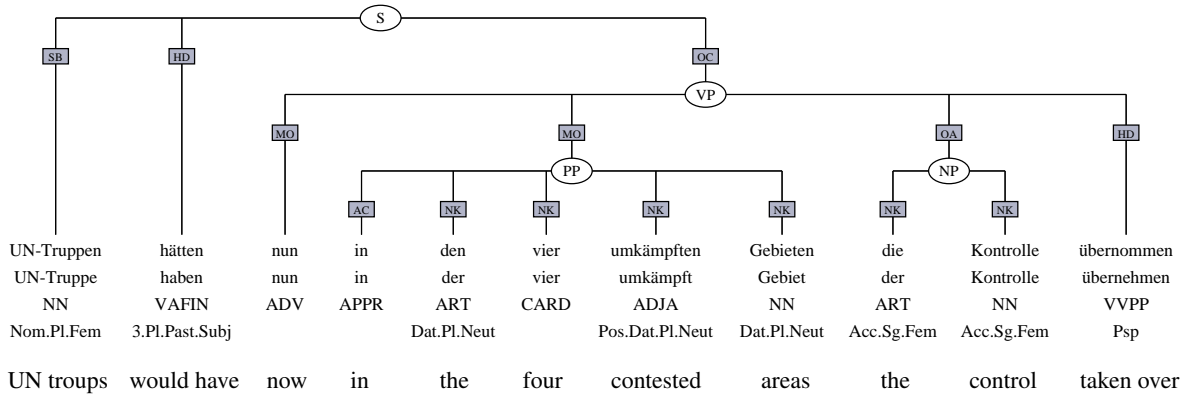 S
SB HD OC
VP
MO MO OA HD
PP NP
AC NK NK NK NK NK NK
UN-Truppen hätten nun in den vier umkämpften Gebieten die Kontrolle übernommen
UN-Truppe haben nun in der vier umkämpft Gebiet der Kontrolle übernehmen
NN VAFIN ADV APPR ART CARD ADJA NN ART NN VVPP
Nom.Pl.Fem 3.Pl.Past.Subj Dat.Pl.Neut Pos.Dat.Pl.Neut Dat.Pl.Neut Acc.Sg.Fem Acc.Sg.Fem Psp
UN troups would have now in the four contested areas the control taken over